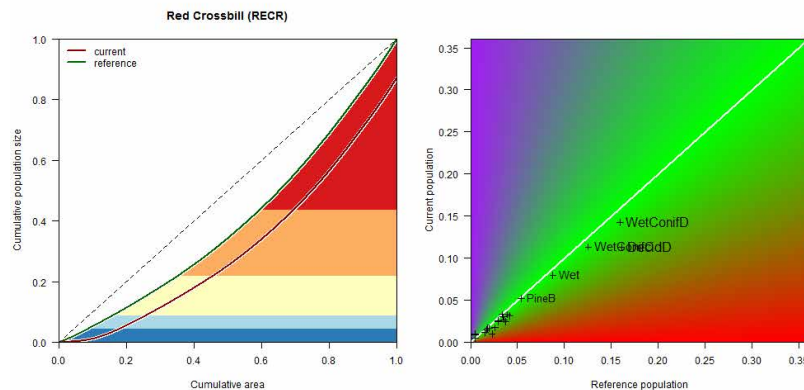 Red Crossbill (RECR)
current
reference
1.0
0.8
0.6
0.4
0.2
0.0
Cumulative population size
0.0 0.2 0.4 0.6 0.8 1.0
Cumulative area
0.35
0.30
0.25
0.20
0.15
0.10
0.05
0.00
Current population
WetConifD
DecidD
Wet
PineB
0.00 0.05 0.10 0.15 0.20 0.25 0.30 0.35
Reference population